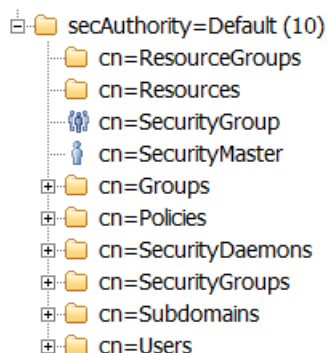 secAuthority=Default (10)
cn=ResourceGroups
cn=Resources
cn=SecurityGroup
cn=SecurityMaster
cn=Groups
cn=Policies
cn=SecurityDaemons
cn=SecurityGroups
cn=Subdomains
cn=Users